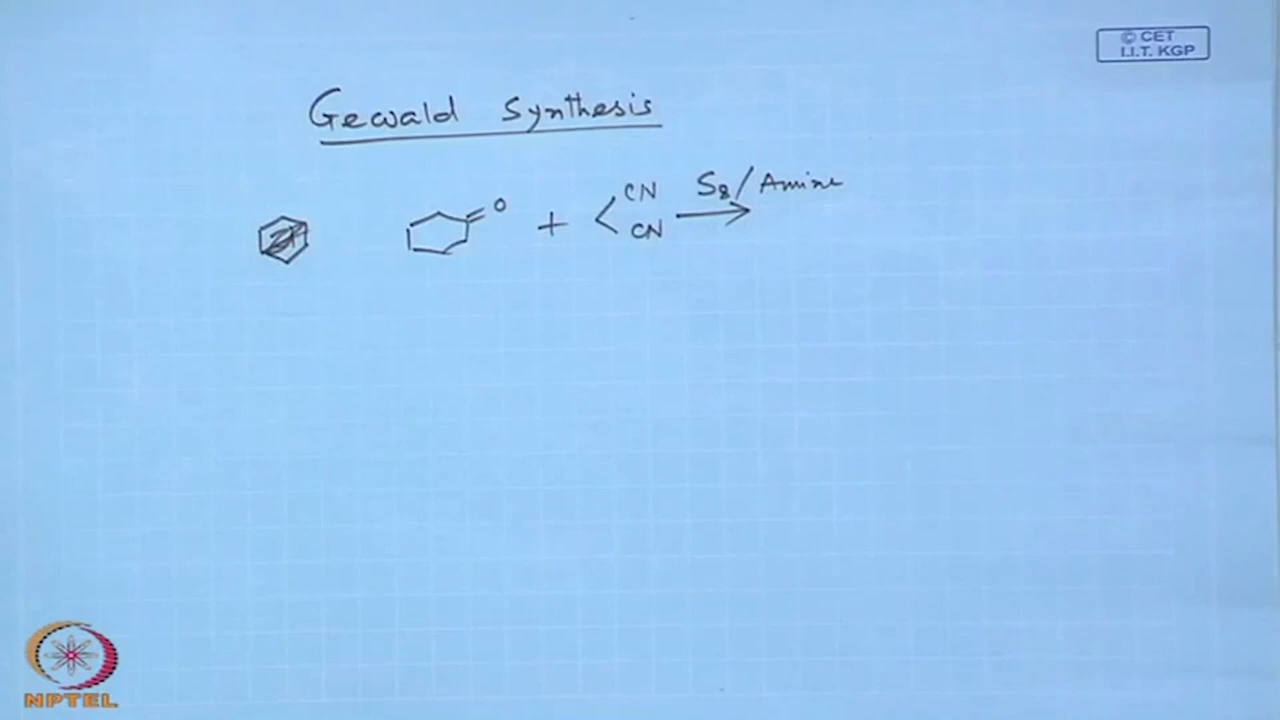 © CET
I.I.T. KGP
Gewald Synthesis
O + CN CN S8/Amine
NPTEL